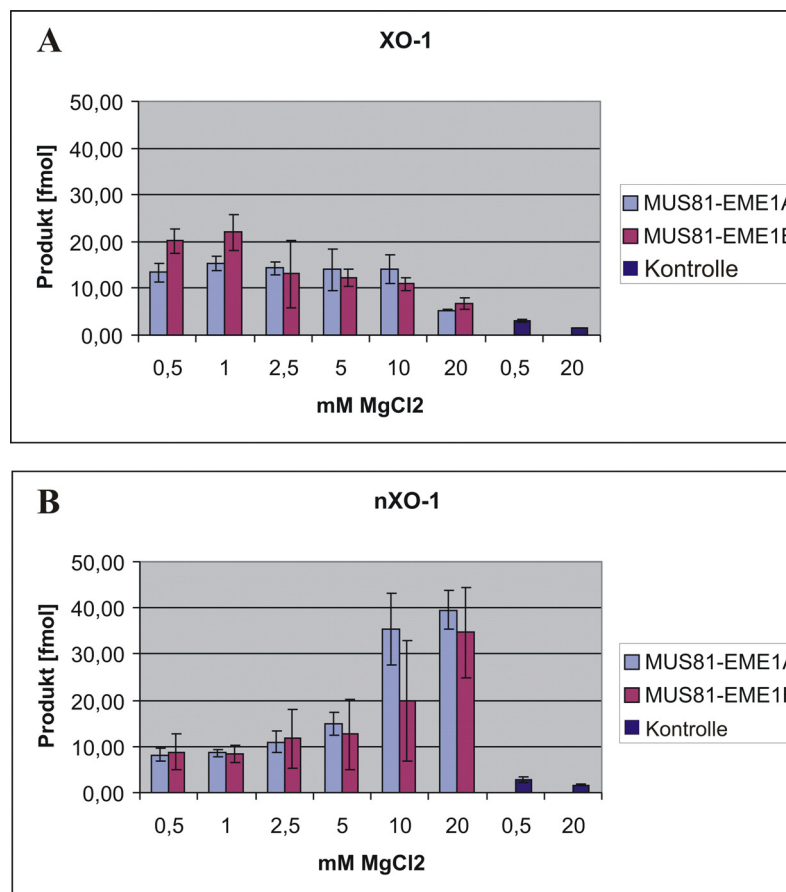 A
XO-1
Produkt [fmol]
50,00
40,00
30,00
20,00
10,00
0,00
0,5 1 2,5 5 10 20 0,5 20
mM MgCl2
MUS81-EME1A
MUS81-EME1B
Kontrolle
B
nXO-1
Produkt [fmol]
50,00
40,00
30,00
20,00
10,00
0,00
0,5 1 2,5 5 10 20 0,5 20
mM MgCl2
MUS81-EME1A
MUS81-EME1B
Kontrolle